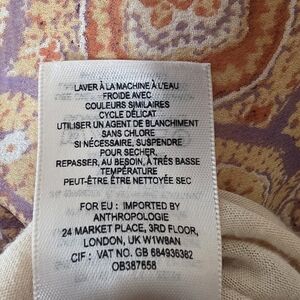 LAVER À LA MACHINE À L'EAU
FROIDE AVEC
COULEURS SIMILAIRES
CYCLE DÉLICAT
UTILISER UN AGENT DE BLANCHIMENT
SANS CHLORE
SI NÉCESSAIRE, SUSPENDRE
POUR SÉCHER,
REPASSER, AU BESOIN, À TRÈS BASSE
TEMPÉRATURE
PEUT-ÊTRE ÊTRE NETTOYÉE SEC
FOR EU : IMPORTED BY
ANTHROPOLOGIE
24 MARKET PLACE, 3RD FLOOR,
LONDON, UK W1W8AN
CIF : VAT NO. GB 684936382
OB387658